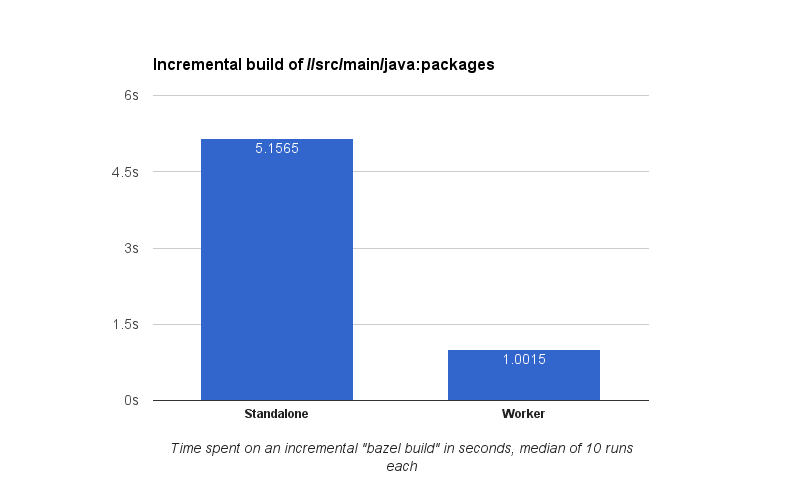 Incremental build of //src/main/java:packages
6s
5.1565
4.5s
3s
1.5s
1.0015
0s
Standalone Worker
Time spent on an incremental "bazel build" in seconds, median of 10 runs
each